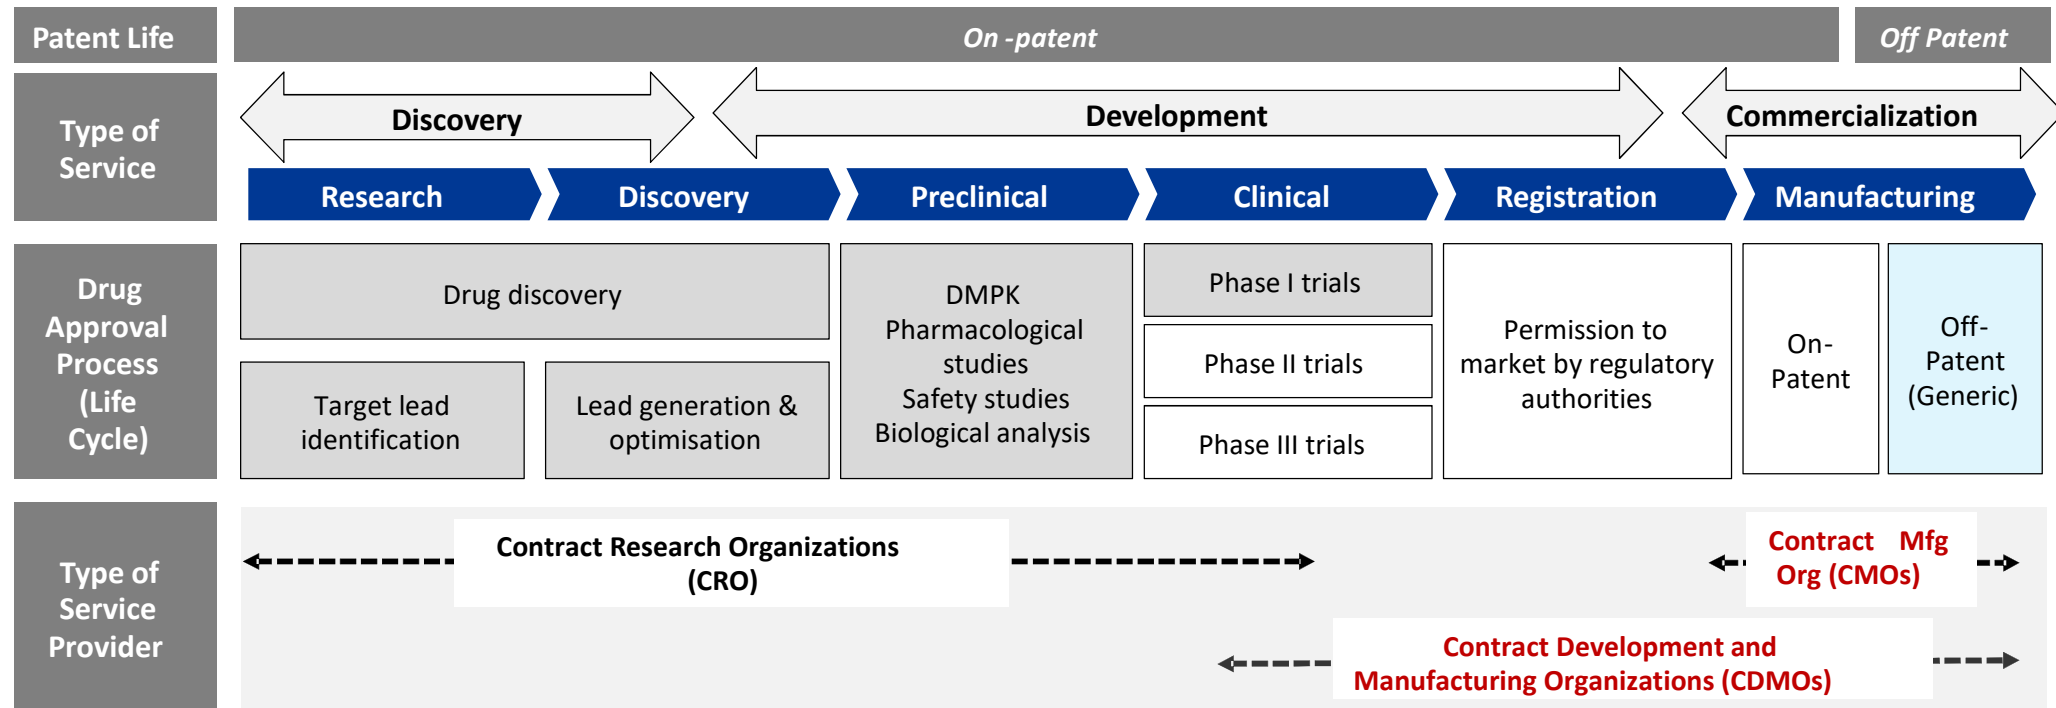 Patent Life
On -patent
Off Patent
Type of
Service
Discovery
Development
Commercialization
Research
Discovery
Preclinical
Clinical
Registration
Manufacturing
Drug
Approval
Process
(Life
Cycle)
Drug discovery
Target lead
identification
Lead generation &
optimisation
DMPK
Pharmacological
studies
Safety studies
Biological analysis
Phase I trials
Phase II trials
Phase III trials
Permission to
market by regulatory
authorities
On-
Patent
Off-
Patent
(Generic)
Type of
Service
Provider
Contract Research Organizations
(CRO)
Contract Mfg
Org (CMOs)
Contract Development and
Manufacturing Organizations (CDMOs)